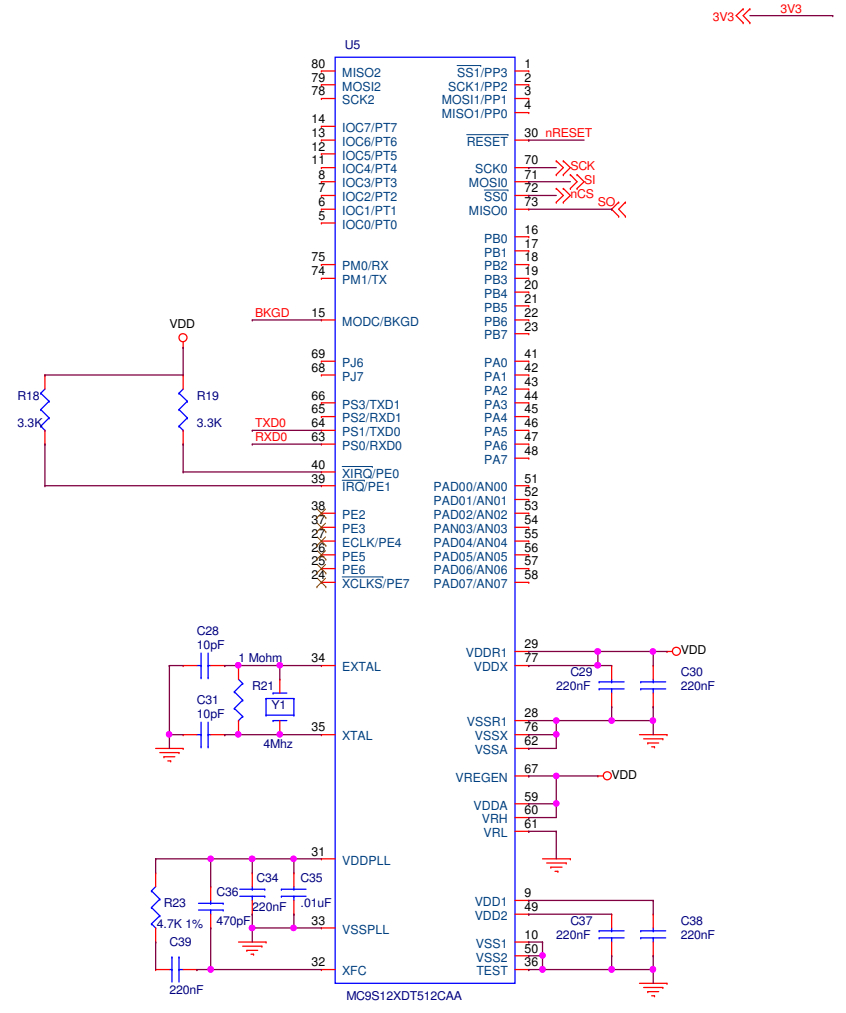 3V3 3V3
U5
80 MISO2 SS1/PP3 1
79 MOSI2 SCK1/PP2 2
78 SCK2 MOSI1/PP1 3
MISO1/PP0 4
14 IOC7/PT7
13 IOC6/PT6 RESET 30 nRESET
12 IOC5/PT5
11 IOC4/PT4 SCK0 70 SCK
8 IOC3/PT3 MOSI0 71 SI
7 IOC2/PT2 SS0 72 nCS
6 IOC1/PT1 MISO0 73 SO
5 IOC0/PT0
PB0 16
PB1 17
75 PM0/RX PB2 18
74 PM1/TX PB3 19
PB4 20
PB5 21
BKGD 15 MODC/BKGD PB6 22
VDD PB7 23
69 PJ6 PA0 41
68 PJ7 PA1 42
PA2 43
R18 R19 66 PS3/TXD1 PA3 44
65 PS2/RXD1 PA4 45
3.3K 3.3K TXD0 64 PS1/TXD0 PA5 46
RXD0 63 PS0/RXD0 PA6 47
PA7 48
40 XIRQ/PE0
39 IRQ/PE1 PAD00/AN00 51
PAD01/AN01 52
38 PE2 PAD02/AN02 53
37 PE3 PAN03/AN03 54
27 ECLK/PE4 PAD04/AN04 55
26 PE5 PAD05/AN05 56
25 PE6 PAD06/AN06 57
24 XCLKS/PE7 PAD07/AN07 58
C28
10pF
VDDR1 29 VDD
1 Mohm 34 EXTAL VDDX 77
C29 C30
220nF 220nF
R21
C31
10pF
Y1
VSSR1 28
35 XTAL VSSX 76
4Mhz VSSA 62
VREGEN 67 VDD
VDDA 59
VRH 60
VRL 61
31 VDDPLL
C34 C35
C36 220nF .01uF
R23
4.7K 1% 470pF
VDD1 9
VDD2 49
33 VSSPLL C37 C38
220nF 220nF
C39 VSS1 10
VSS2 50
32 XFC TEST 36
220nF
MC9S12XDT512CAA